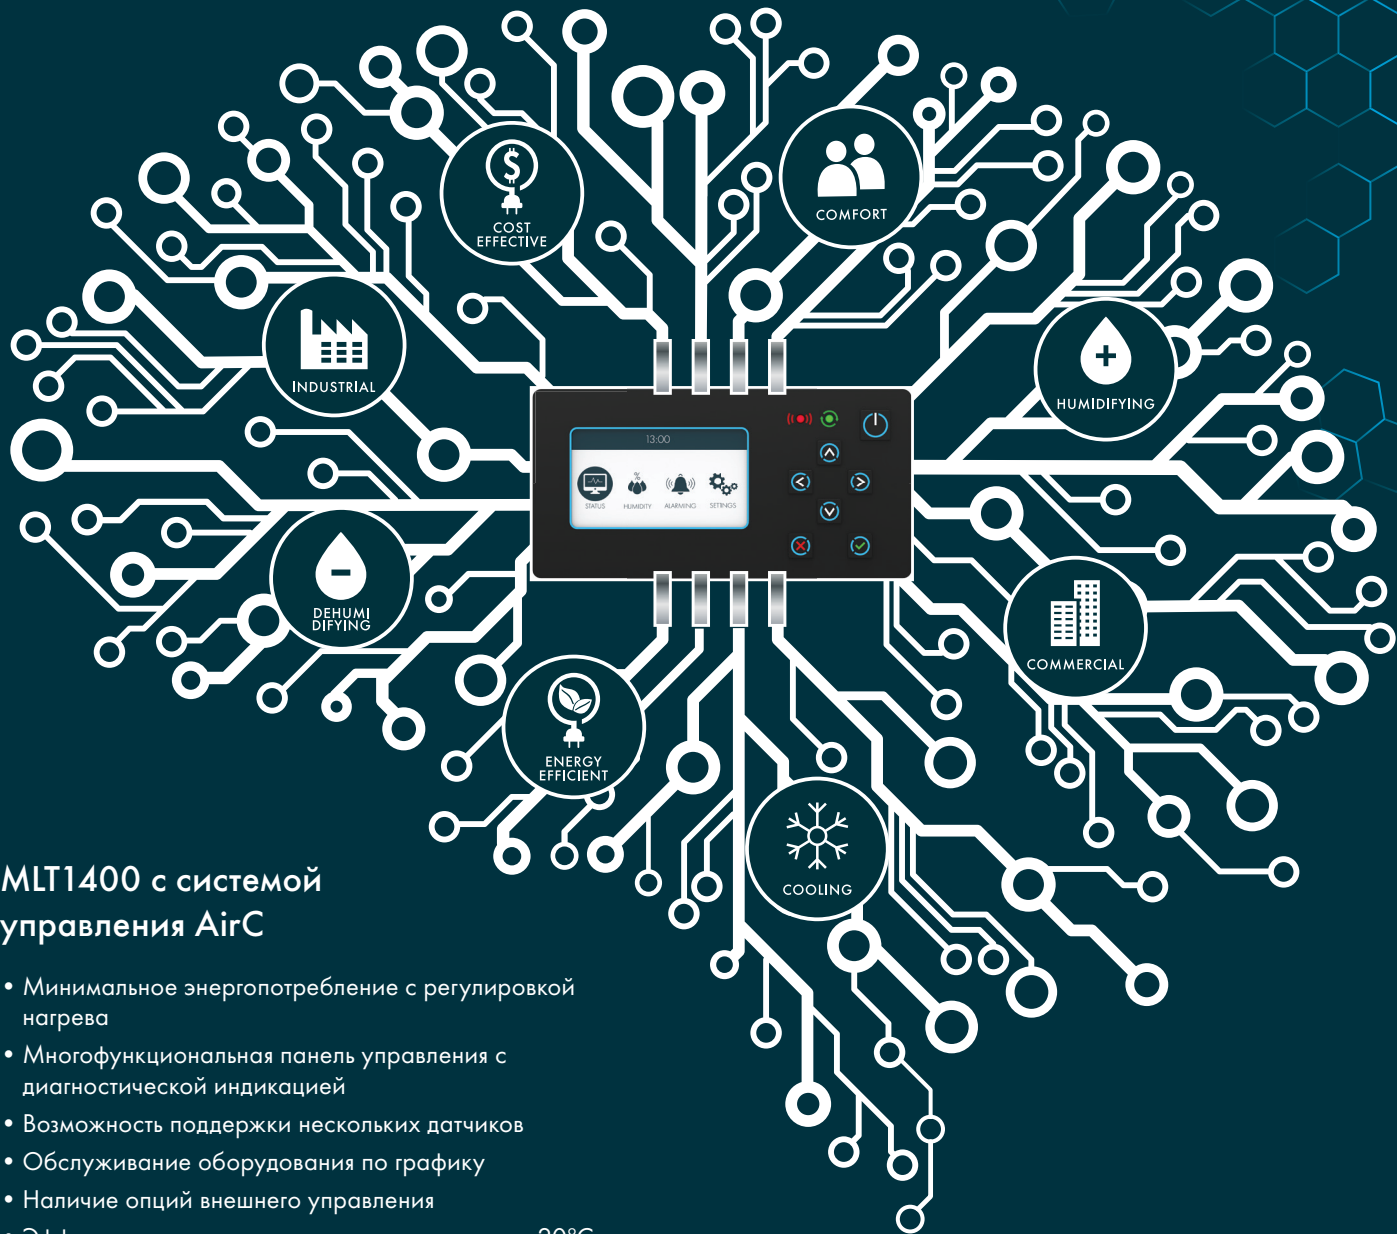 COST
EFFECTIVE
COMFORT
INDUSTRIAL
HUMIDIFYING
13:00
STATUS
HUMIDITY
ALARMING
SETTINGS
DEHUMI
DIFYING
COMMERCIAL
ENERGY
EFFICIENT
COOLING
MLT1400 с системой
управления AirC
• Минимальное энергопотребление с регулировкой
нагрева
• Многофункциональная панель управления с
диагностической индикацией
• Возможность поддержки нескольких датчиков
• Обслуживание оборудования по графику
• Наличие опций внешнего управления
20°C